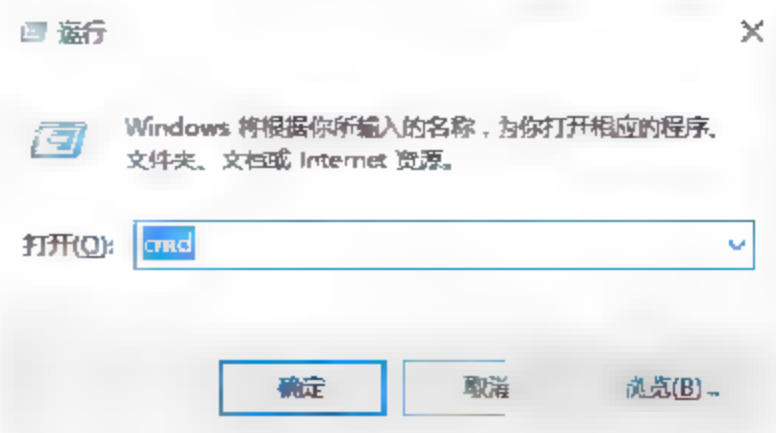 运行
Windows 将根据你所输入的名称，为你打开相应的程序、
文件夹、文档或 Internet 资源。
打开(O): cmd
确定 取消 浏览(B)...